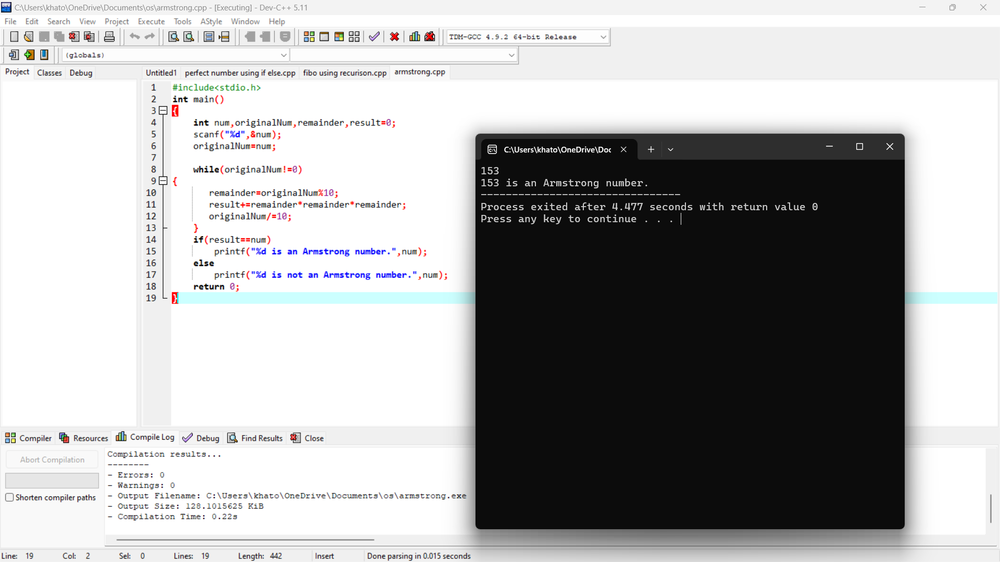 C:\Users\khato\OneDrive\Documents\os\armstrong.cpp - [Executing] - Dev-C++ 5.11
File Edit Search View Project Execute Tools AStyle Window Help
TDM-GCC 4.9.2 64-bit Release
(globals)
Project Classes Debug
Untitled1 perfect number using if else.cpp fibo using recurison.cpp armstrong.cpp
1 #include<stdio.h>
2 int main()
3 {
4 int num,originalNum,remainder,result=0;
5 scanf("%d",&num);
6 originalNum=num;
7
8 while(originalNum!=0)
9 {
10 remainder=originalNum%10;
11 result+=remainder*remainder*remainder;
12 originalNum/=10;
13 }
14 if(result==num)
15 printf("%d is an Armstrong number.",num);
16 else
17 printf("%d is not an Armstrong number.",num);
18 return 0;
19 }
C:\Users\khato\OneDrive\Doc
153
153 is an Armstrong number.
--------------------------------
Process exited after 4.477 seconds with return value 0
Press any key to continue . . .
Compiler Resources Compile Log Debug Find Results Close
Abort Compilation
Shorten compiler paths
Compilation results...
--------
- Errors: 0
- Warnings: 0
- Output Filename: C:\Users\khato\OneDrive\Documents\os\armstrong.exe
- Output Size: 128.1015625 KiB
- Compilation Time: 0.22s
Line: 19 Col: 2 Sel: 0 Lines: 19 Length: 442 Insert Done parsing in 0.015 seconds